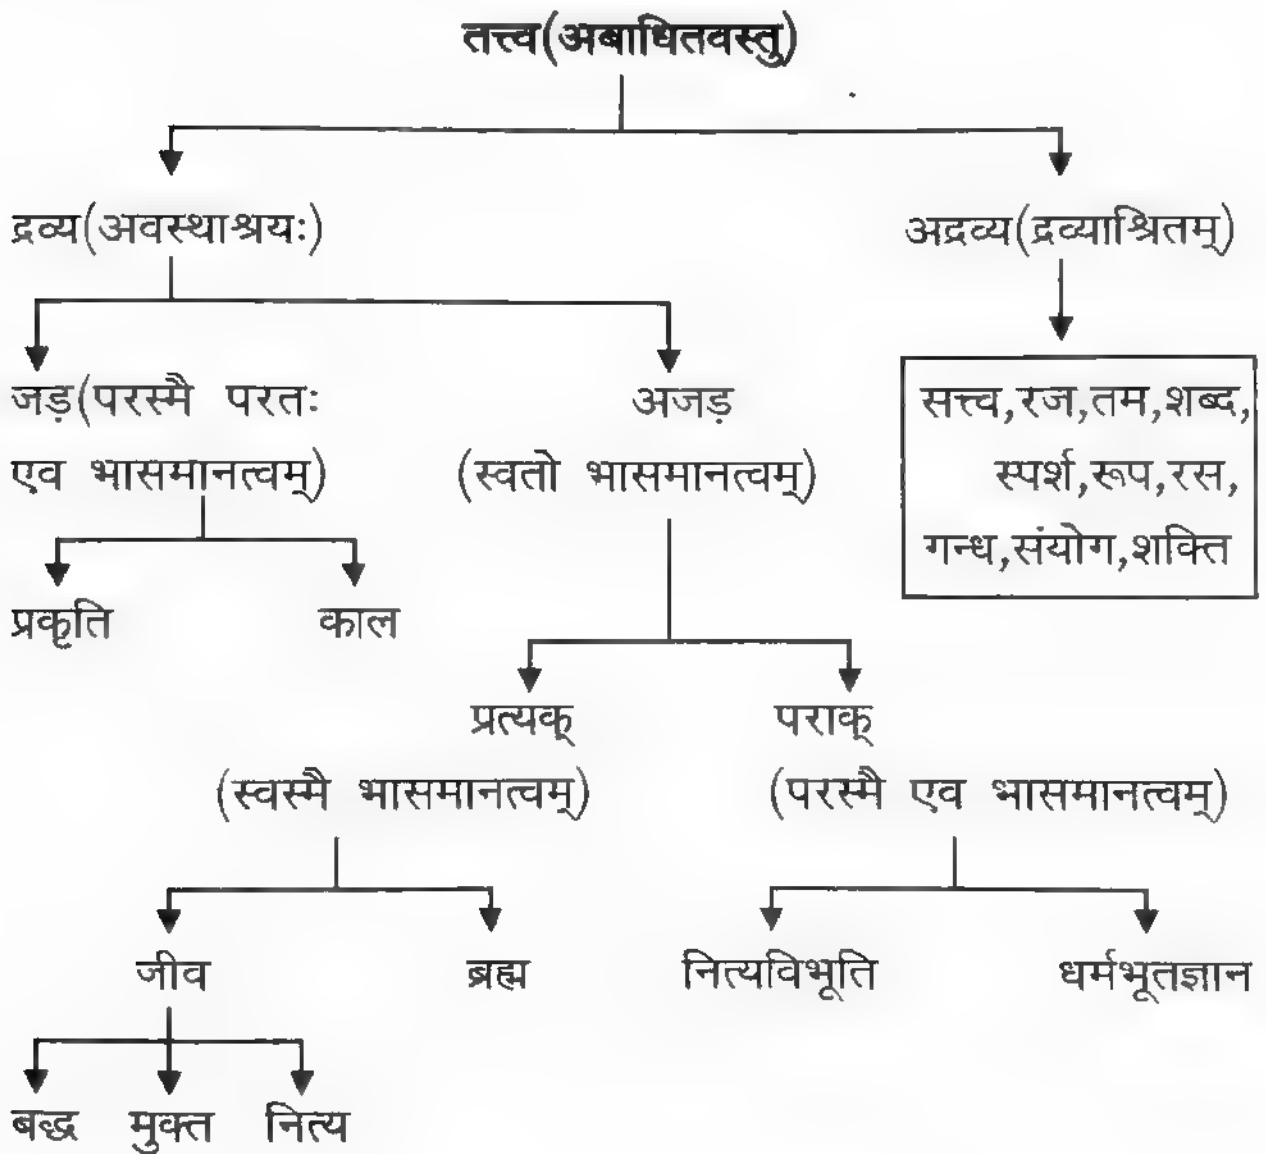 तत्त्व(अबाधितवस्तु)
द्रव्य(अवस्थाश्रयः)
अद्रव्य(द्रव्याश्रितम्)
जड़(परस्मै परतः
एव भासमानत्वम्)
अजड़
(स्वतो भासमानत्वम्)
सत्त्व,रज,तम,शब्द,
स्पर्श,रूप,रस,
गन्ध,संयोग,शक्ति
प्रकृति
काल
प्रत्यक्
(स्वस्मै भासमानत्वम्)
पराक्
(परस्मै एव भासमानत्वम्)
जीव
ब्रह्म
नित्यविभूति
धर्मभूतज्ञान
बद्ध
मुक्त
नित्य